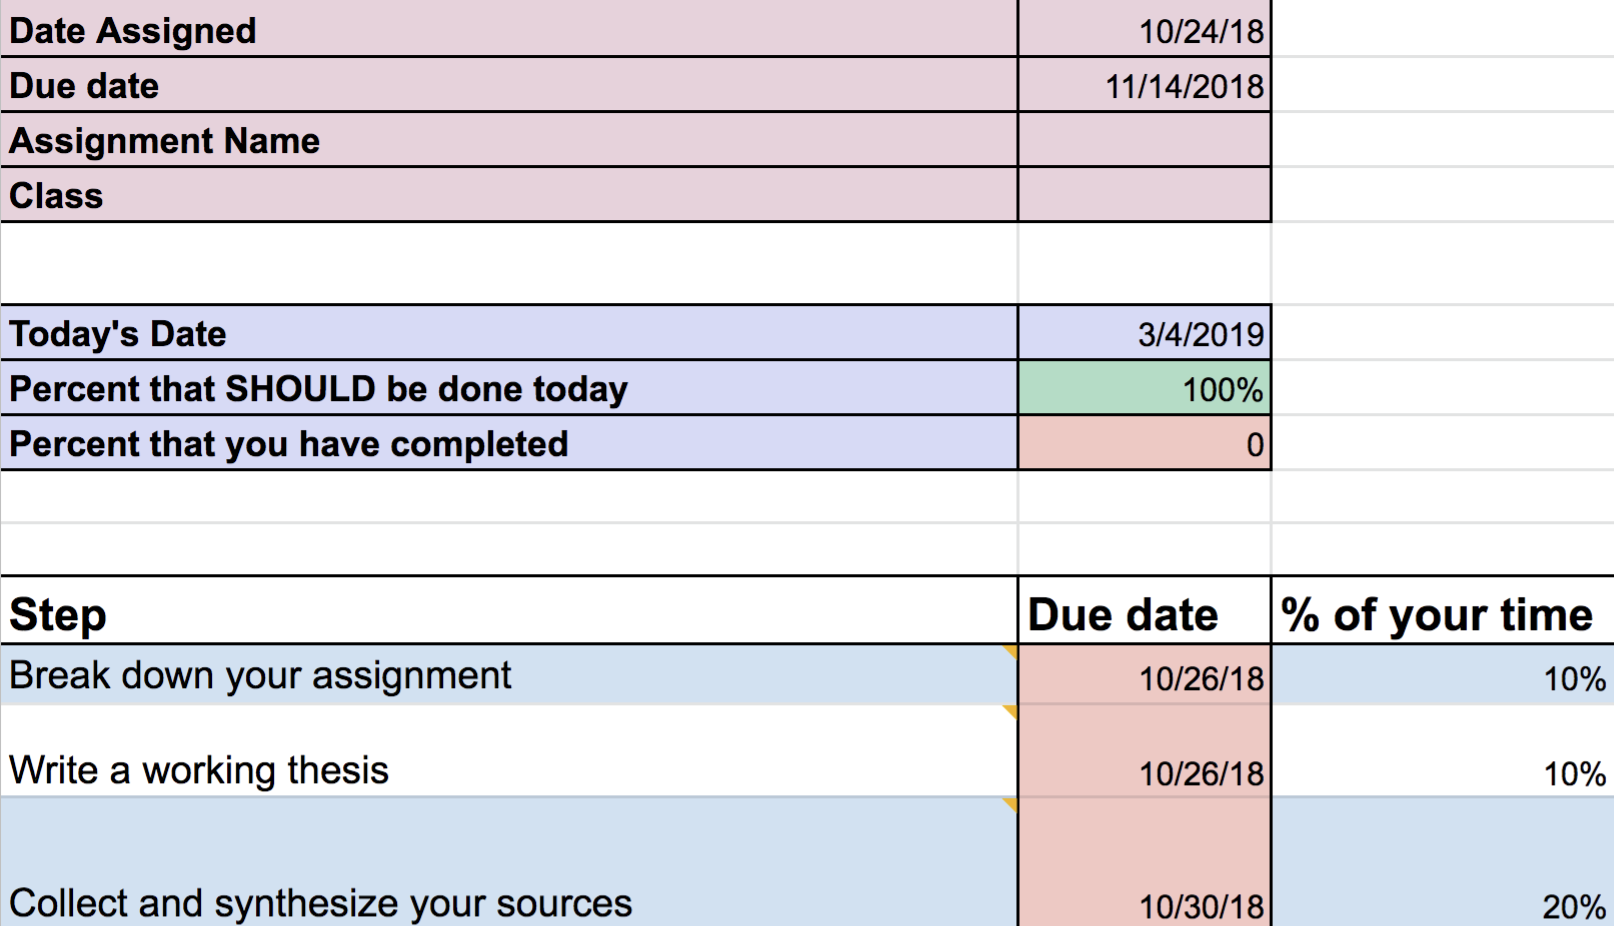 Date Assigned 10/24/18
Due date 11/14/2018
Assignment Name
Class
Today's Date 3/4/2019
Percent that SHOULD be done today 100%
Percent that you have completed 0
Step Due date % of your time
Break down your assignment 10/26/18 10%
Write a working thesis 10/26/18 10%
Collect and synthesize your sources 10/30/18 20%